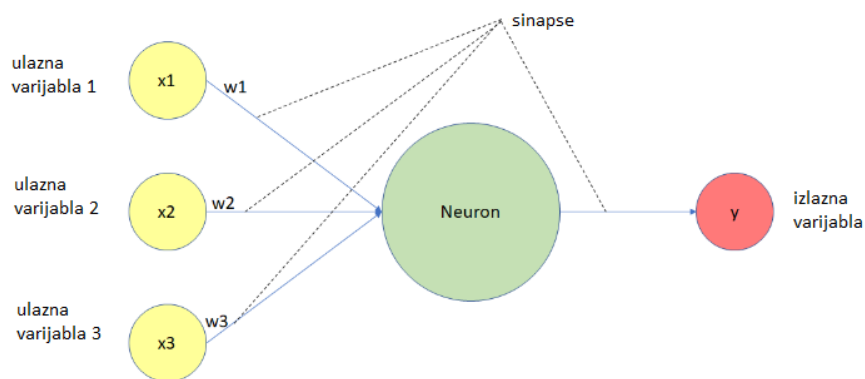 sinapse
ulazna
varijabla 1
x1
w1
ulazna
varijabla 2
x2
w2
Neuron
y
izlazna
varijabla
ulazna
varijabla 3
x3
w3